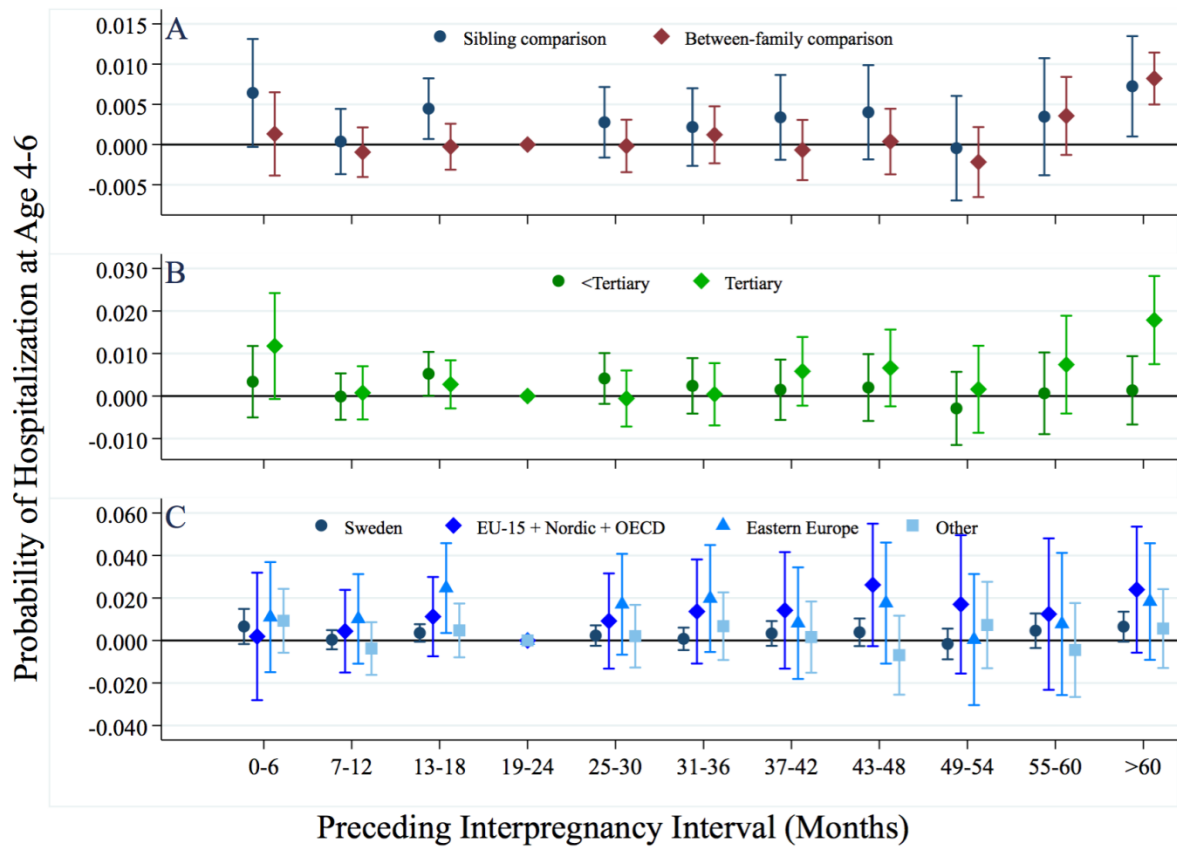 Probability of Hospitalization at Age 4-6
A
Sibling comparison Between-family comparison
0.015
0.010
0.005
0.000
-0.005
B
<Tertiary Tertiary
0.030
0.020
0.010
0.000
-0.010
C
Sweden EU-15 + Nordic + OECD Eastern Europe Other
0.060
0.040
0.020
0.000
-0.020
-0.040
0-6 7-12 13-18 19-24 25-30 31-36 37-42 43-48 49-54 55-60 >60
Preceding Interpregnancy Interval (Months)